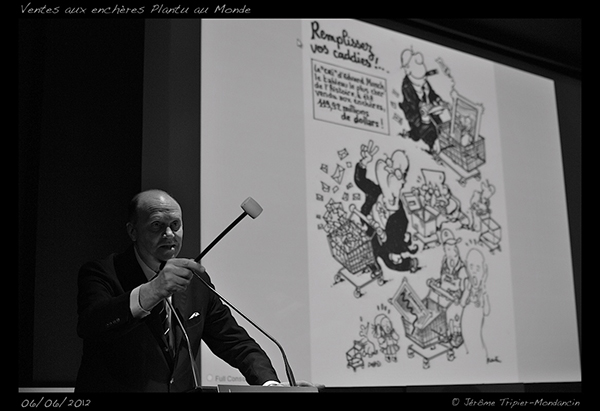 Ventes aux enchères Plantu au Monde
Remplissez
vos caddies !...
Le "cri" d'Edvard Munch
le tableau le plus cher
de l'histoire a été
vendu aux enchères
119,92 millions
de dollars !
Full
06/06/2012
© Jérôme Tripier-Mondancin